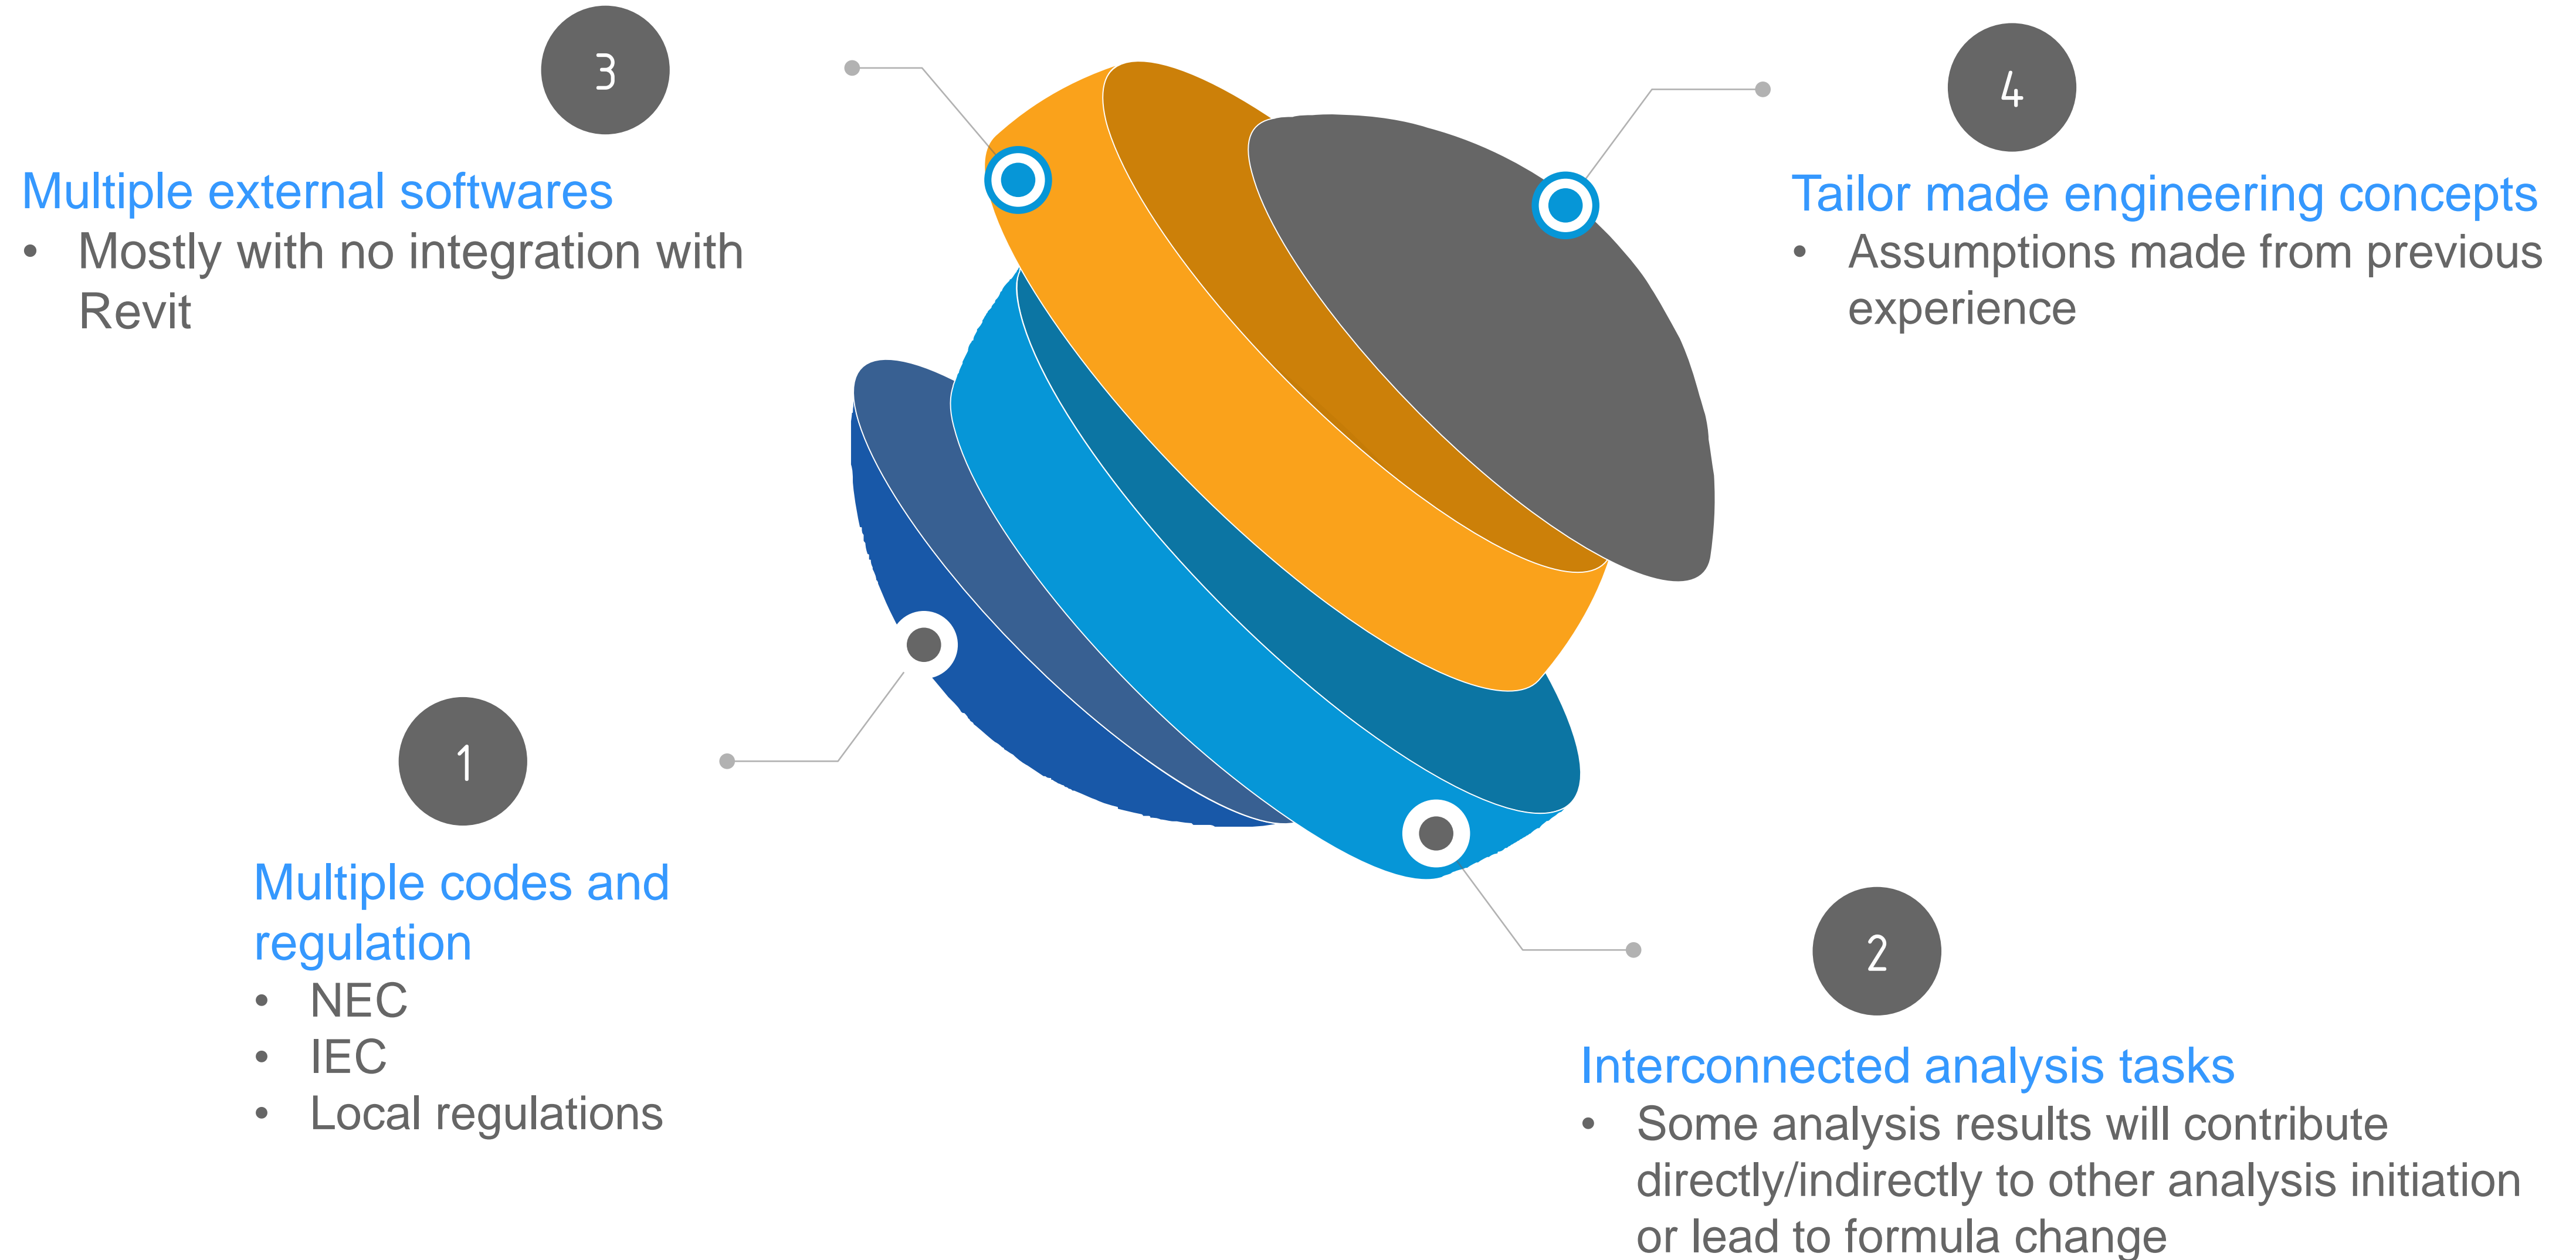 3
Multiple external softwares
• Mostly with no integration with
Revit
4
Tailor made engineering concepts
• Assumptions made from previous
experience
1
Multiple codes and
regulation
• NEC
• IEC
• Local regulations
2
Interconnected analysis tasks
• Some analysis results will contribute
directly/indirectly to other analysis initiation
or lead to formula change